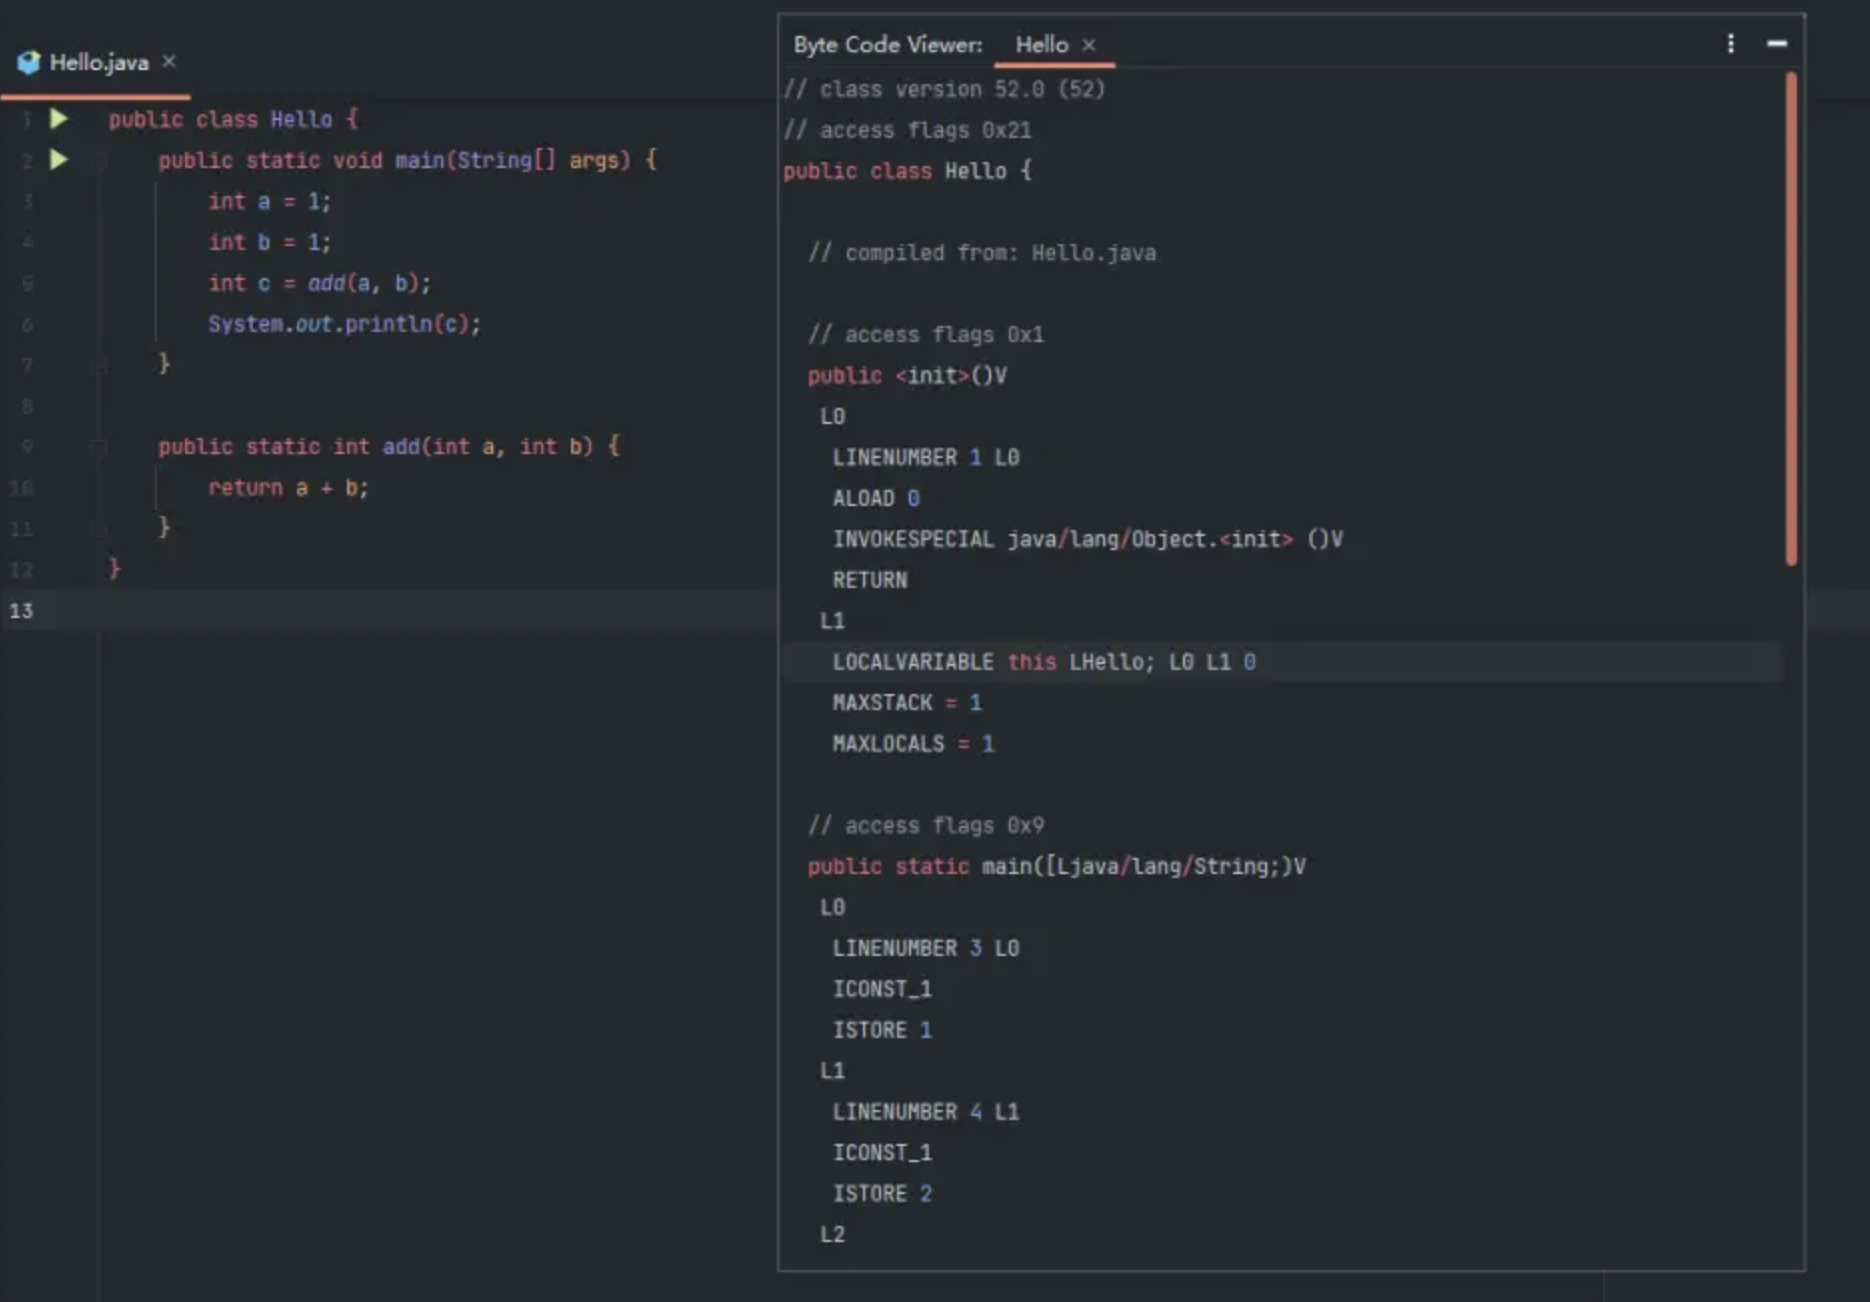 Hello.java
1 public class Hello {
2 public static void main(String[] args) {
3 int a = 1;
4 int b = 1;
5 int c = add(a, b);
6 System.out.println(c);
7 }
8
9 public static int add(int a, int b) {
10 return a + b;
11 }
12 }
13
Byte Code Viewer: Hello
// class version 52.0 (52)
// access flags 0x21
public class Hello {
// compiled from: Hello.java
// access flags 0x1
public <init>()V
L0
LINENUMBER 1 L0
ALOAD 0
INVOKESPECIAL java/lang/Object.<init> ()V
RETURN
L1
LOCALVARIABLE this LHello; L0 L1 0
MAXSTACK = 1
MAXLOCALS = 1
// access flags 0x9
public static main([Ljava/lang/String;)V
L0
LINENUMBER 3 L0
ICONST_1
ISTORE 1
L1
LINENUMBER 4 L1
ICONST_1
ISTORE 2
L2